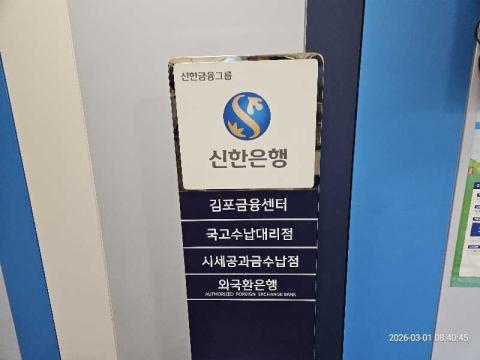 신한금융그룹
신한은행
김포금융센터
국고수납대리점
시세공과금수납점
외국환은행
AUTHORIZED FOREIGN EXCHANGE BANK
2026-03-01 08:40:45